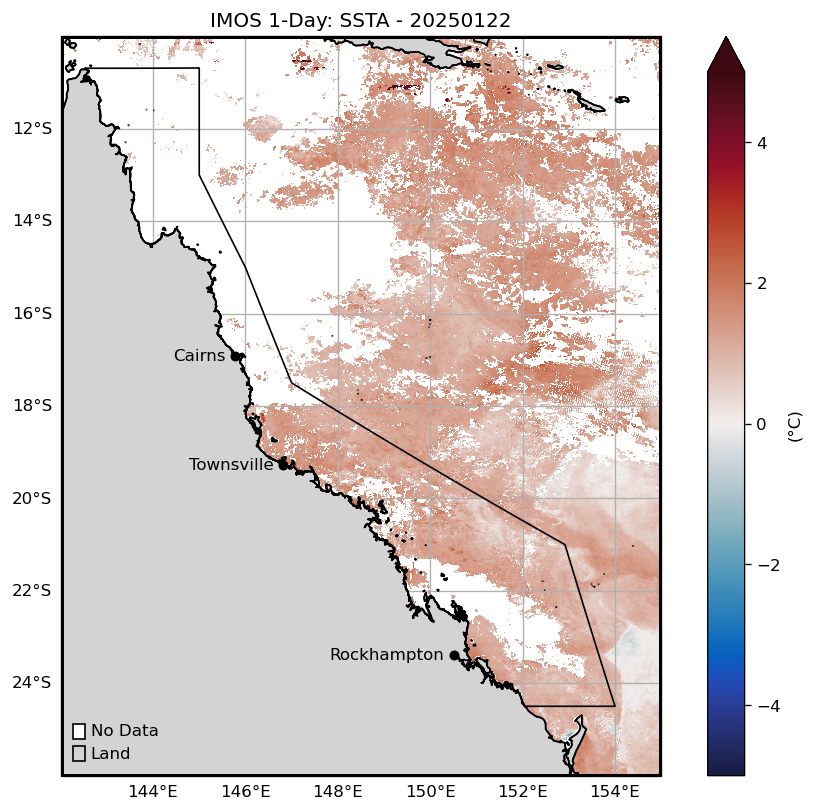 IMOS 1-Day: SSTA - 20250122
12°S
14°S
16°S
18°S
20°S
22°S
24°S
Cairns
Townsville
Rockhampton
No Data
Land
144°E 146°E 148°E 150°E 152°E 154°E
4
2
0
−2
−4
(°C)